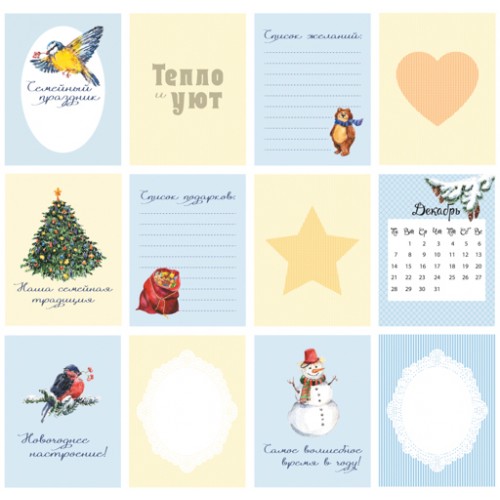 Семейный
праздник
Тепло
и уют
Список желаний:
Наша семейная
традиция
Список подарков:
Декабрь
Пн Вт Ср Чт Пт Сб Вс
1 2 3 4 5 6
7 8 9 10 11 12 13
14 15 16 17 18 19 20
21 22 23 24 25 26 27
28 29 30 31
Новогоднее
настроение!
Самое волшебное
время в году!